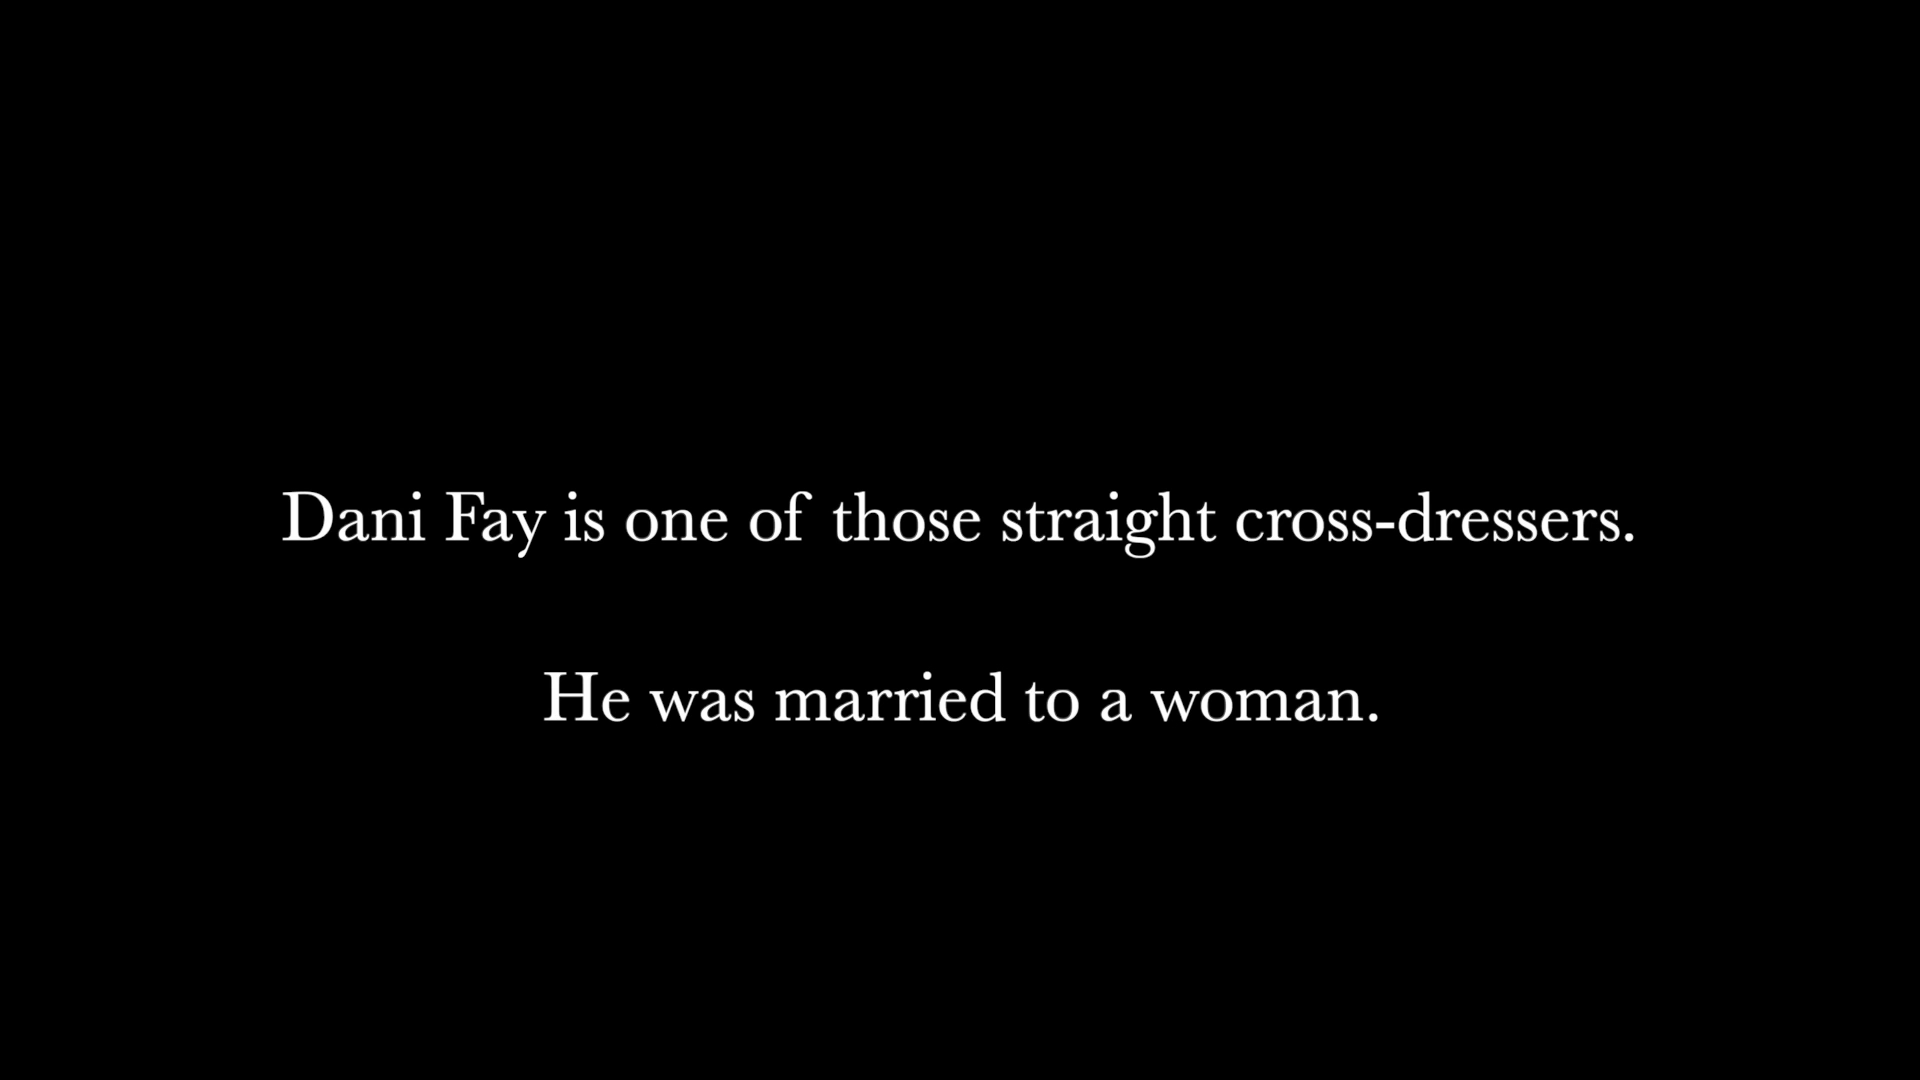 Dani Fay is one of those straight cross-dressers.
He was married to a woman.